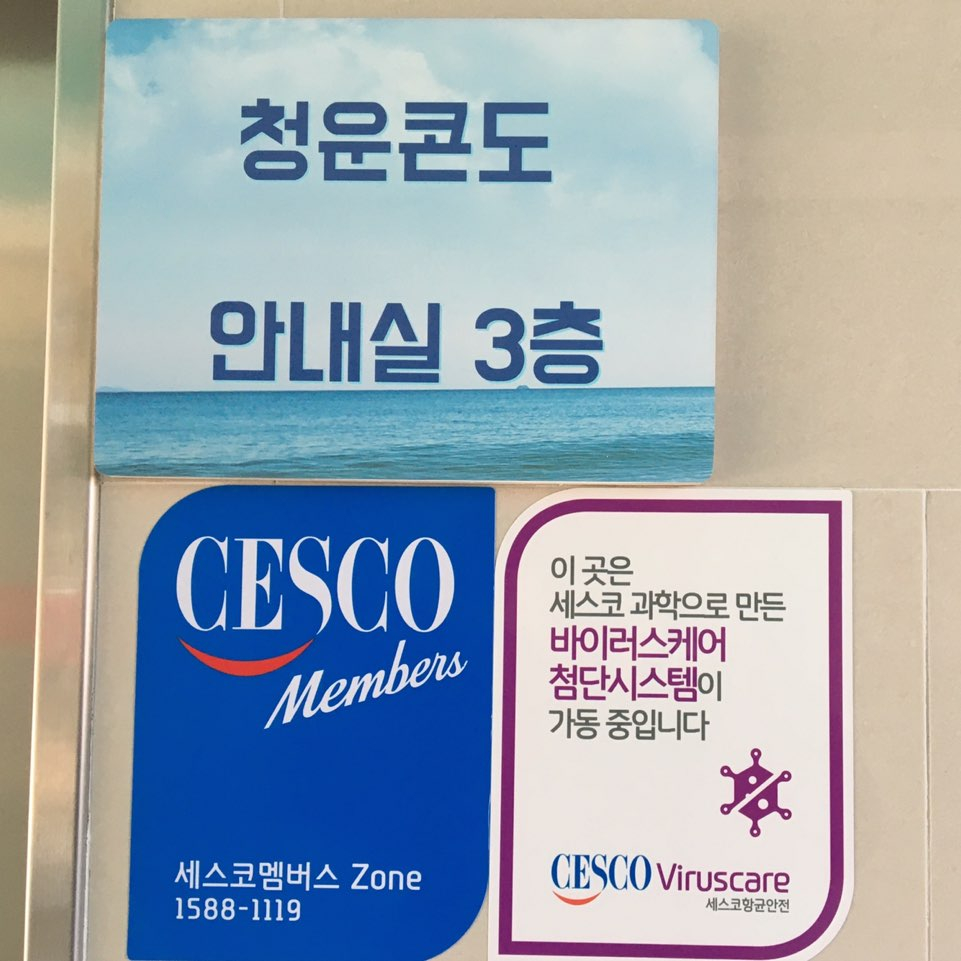 청운콘도
안내실 3층
CESCO
Members
세스코멤버스 Zone
1588-1119
이 곳은
세스코 과학으로 만든
바이러스케어
첨단시스템이
가동 중입니다
CESCO Viruscare
세스코항균안전